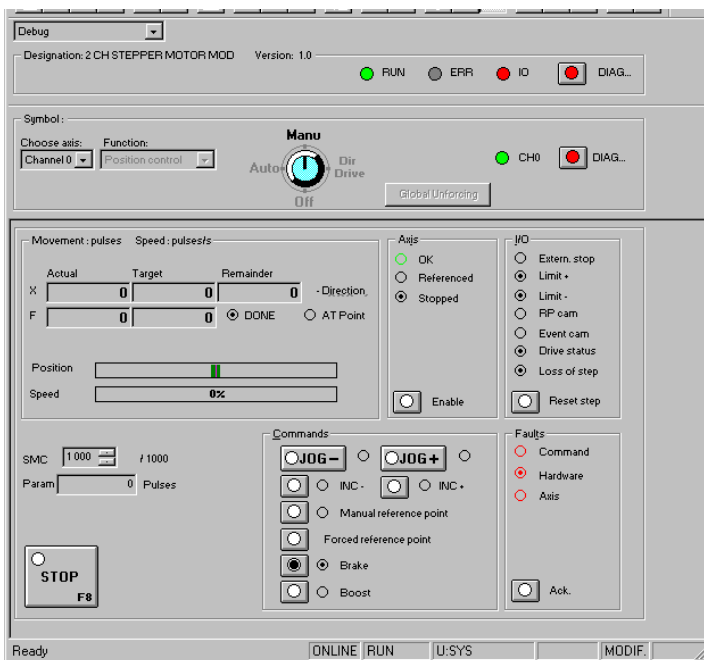 Debug
Designation: 2 CH STEPPER MOTOR MOD Version: 1.0
RUN ERR IO DIAG...
Symbol:
Choose axis: Function:
Channel 0 Position control
Manu
Auto Dir Drive
Off
CH0 DIAG...
Global Unforcing
Movement: pulses Speed: pulses/s
Actual Target Remainder
X 0 0 0 - Direction
F 0 0 DONE AT Point
Position
Speed 0%
Axis
OK
Referenced
Stopped
Enable
I/O
Extern. stop
Limit +
Limit -
RP cam
Event cam
Drive status
Loss of step
Reset step
SMC 1000 / 1000
Param 0 Pulses
STOP
F8
Commands
JOG- JOG+
INC - INC +
Manual reference point
Forced reference point
Brake
Boost
Faults
Command
Hardware
Axis
Ack.
Ready ONLINE RUN U:SYS MODIF.